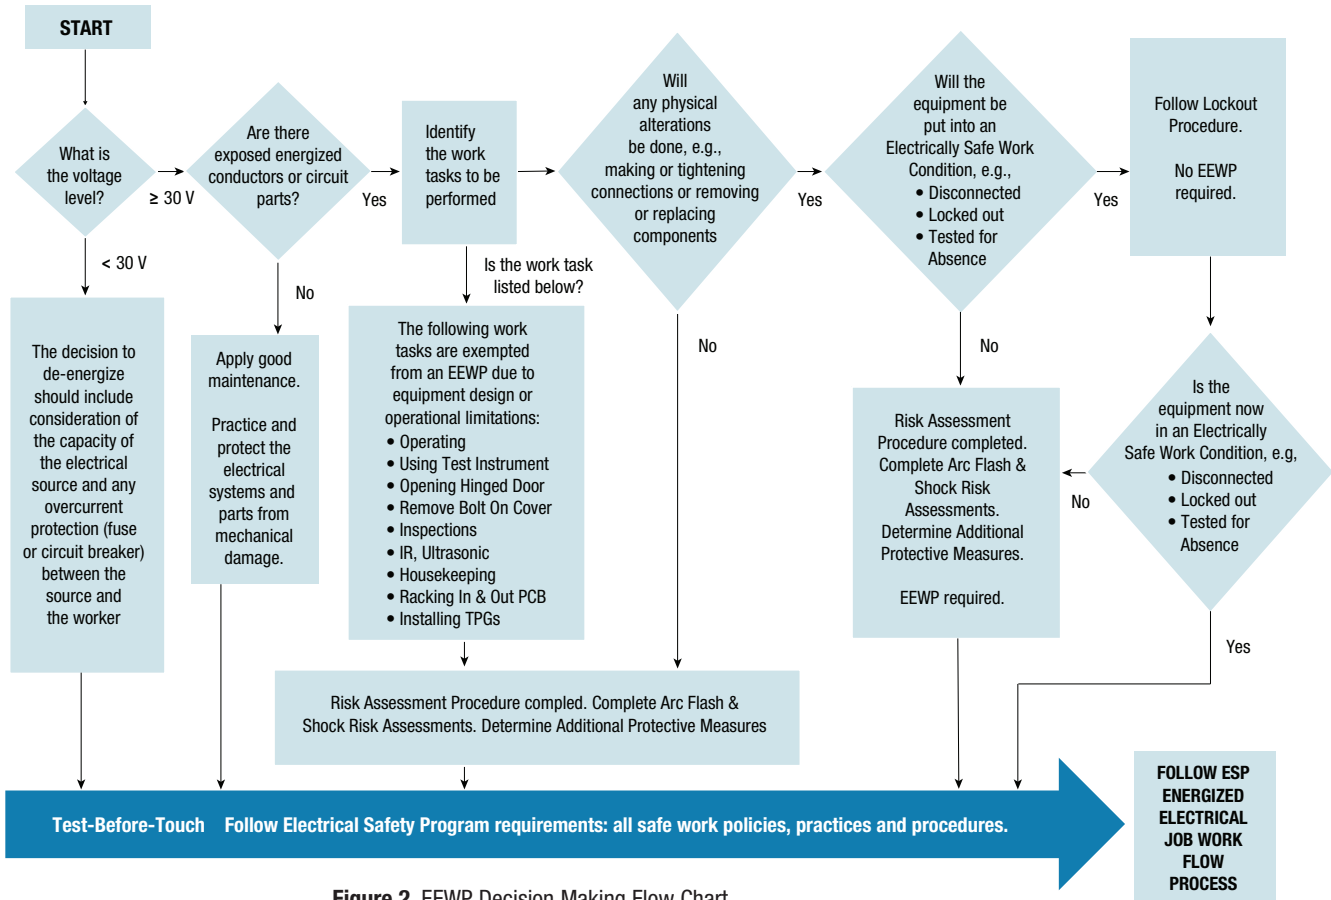 START
What is
the voltage
level?
≥ 30 V
< 30 V
The decision to
de-energize
should include
consideration of
the capacity of
the electrical
source and any
overcurrent
protection (fuse
or circuit breaker)
between the
source and
the worker
Are there
exposed energized
conductors or circuit
parts?
Yes
No
Apply good
maintenance.
Practice and
protect the
electrical
systems and
parts from
mechanical
damage.
Identify
the work
tasks to be
performed
Is the work task
listed below?
The following work
tasks are exempted
from an EEWP due to
equipment design or
operational limitations:
• Operating
• Using Test Instrument
• Opening Hinged Door
• Remove Bolt On Cover
• Inspections
• IR, Ultrasonic
• Housekeeping
• Racking In & Out PCB
• Installing TPGs
Will
any physical
alterations
be done, e.g.,
making or tightening
connections or removing
or replacing
components
Yes
No
Risk Assessment Procedure compled. Complete Arc Flash &
Shock Risk Assessments. Determine Additional Protective Measures
Will the
equipment be
put into an
Electrically Safe Work
Condition, e.g.,
• Disconnected
• Locked out
• Tested for
Absence
Yes
No
Risk Assessment
Procedure completed.
Complete Arc Flash &
Shock Risk
Assessments.
Determine Additional
Protective Measures.
EEWP required.
Follow Lockout
Procedure.
No EEWP
required.
Is the
equipment now
in an Electrically
Safe Work Condition, e.g,
• Disconnected
• Locked out
• Tested for
Absence
No
Yes
Test-Before-Touch Follow Electrical Safety Program requirements: all safe work policies, practices and procedures.
FOLLOW ESP
ENERGIZED
ELECTRICAL
JOB WORK
FLOW
PROCESS
Figure 2. EEWP Decision Making Flow Chart